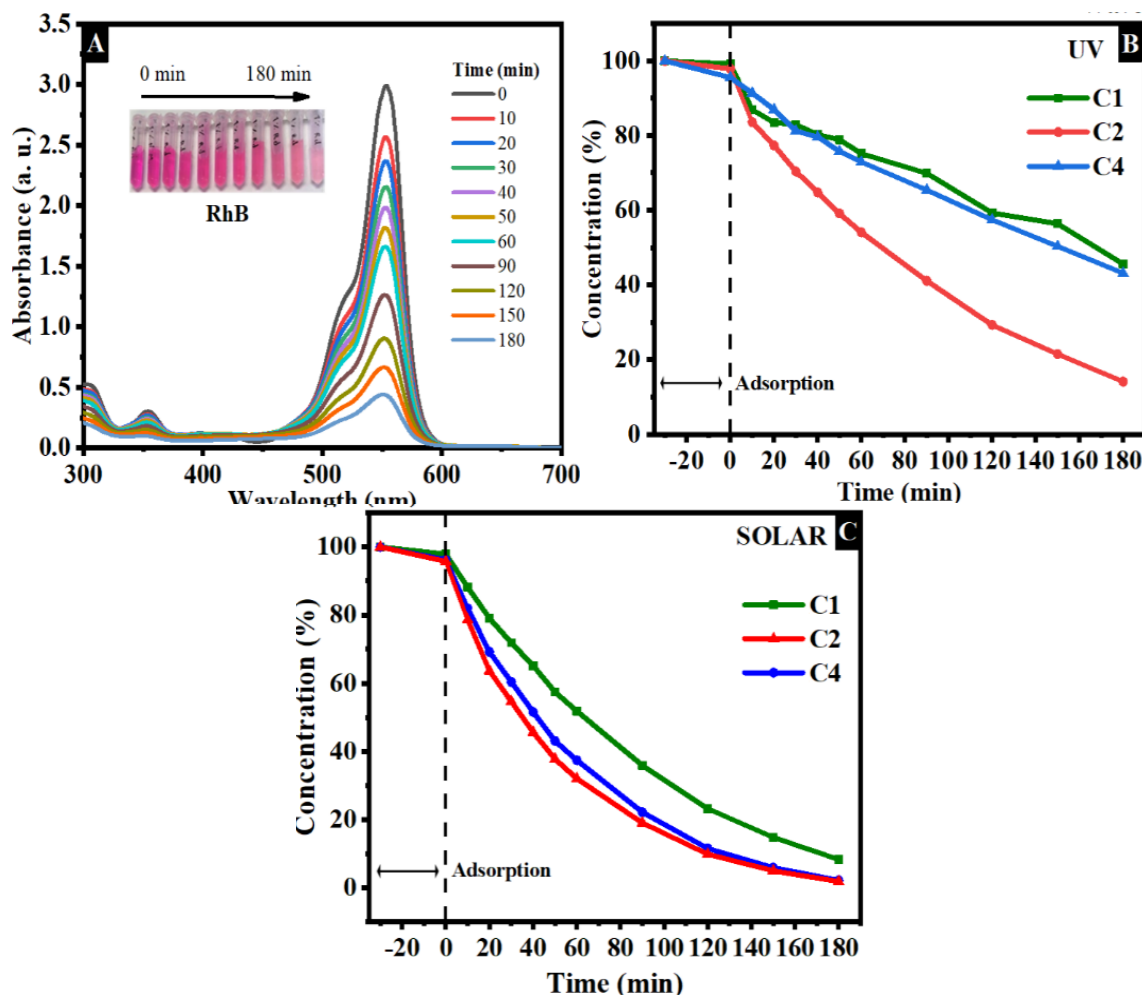 A
0 min 180 min
RhB
Time (min)
0
10
20
30
40
50
60
90
120
150
180
3.5
3.0
2.5
2.0
1.5
1.0
0.5
0.0
Absorbance (a. u.)
300 400 500 600 700
Wavelength (nm)
B
UV
C1
C2
C4
100
80
60
40
20
0
Concentration (%)
Adsorption
-20 0 20 40 60 80 100 120 140 160 180
Time (min)
C
SOLAR
C1
C2
C4
100
80
60
40
20
0
Concentration (%)
Adsorption
-20 0 20 40 60 80 100 120 140 160 180
Time (min)